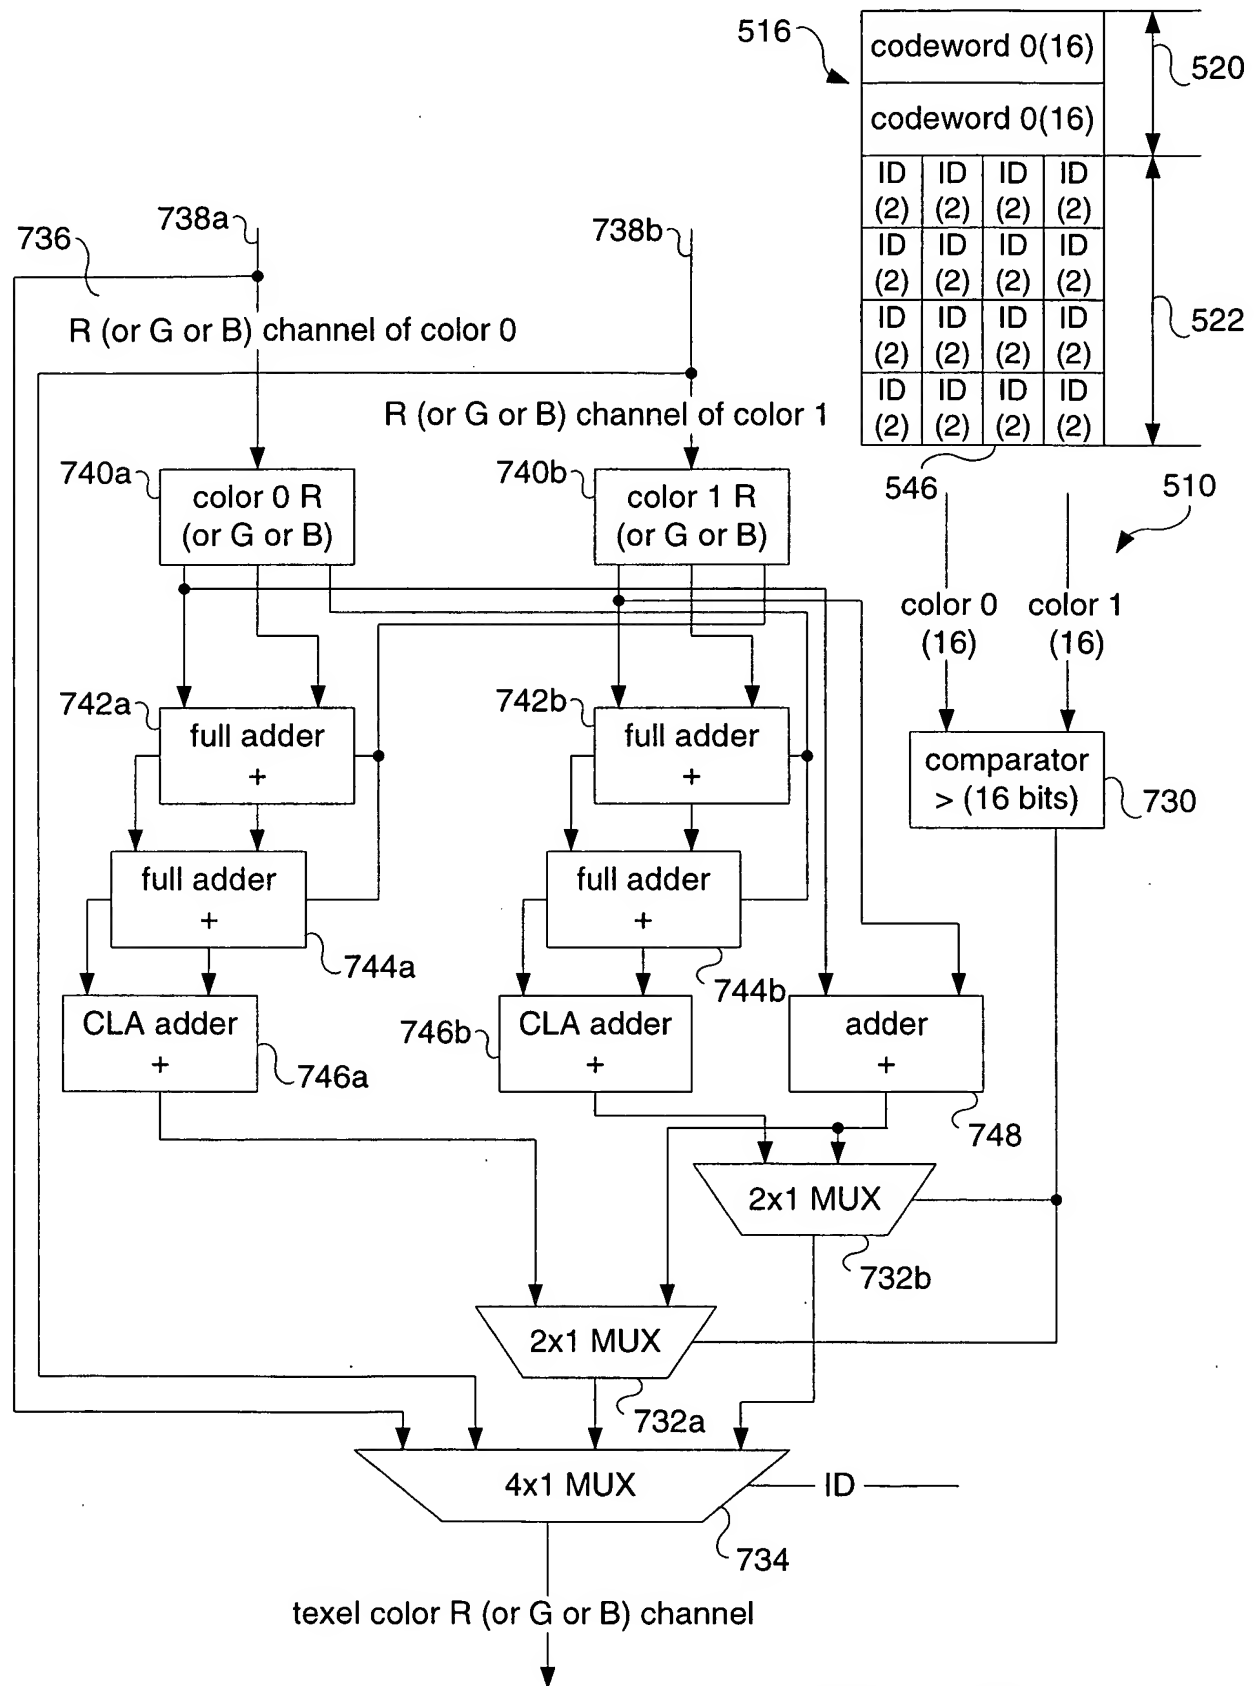 516
codeword 0(16)
520
codeword 0(16)
ID ID ID ID
(2) (2) (2) (2)
ID ID ID ID
(2) (2) (2) (2)
ID ID ID ID
(2) (2) (2) (2)
ID ID ID ID
(2) (2) (2) (2)
522
546
510
738a
736
738b
R (or G or B) channel of color 0
R (or G or B) channel of color 1
740a
color 0 R
(or G or B)
740b
color 1 R
(or G or B)
color 0
(16)
color 1
(16)
742a
full adder
+
742b
full adder
+
comparator
> (16 bits)
730
full adder
+
744a
full adder
+
744b
CLA adder
+
746a
746b
CLA adder
+
adder
+
748
2x1 MUX
732b
2x1 MUX
732a
4x1 MUX
ID
734
texel color R (or G or B) channel